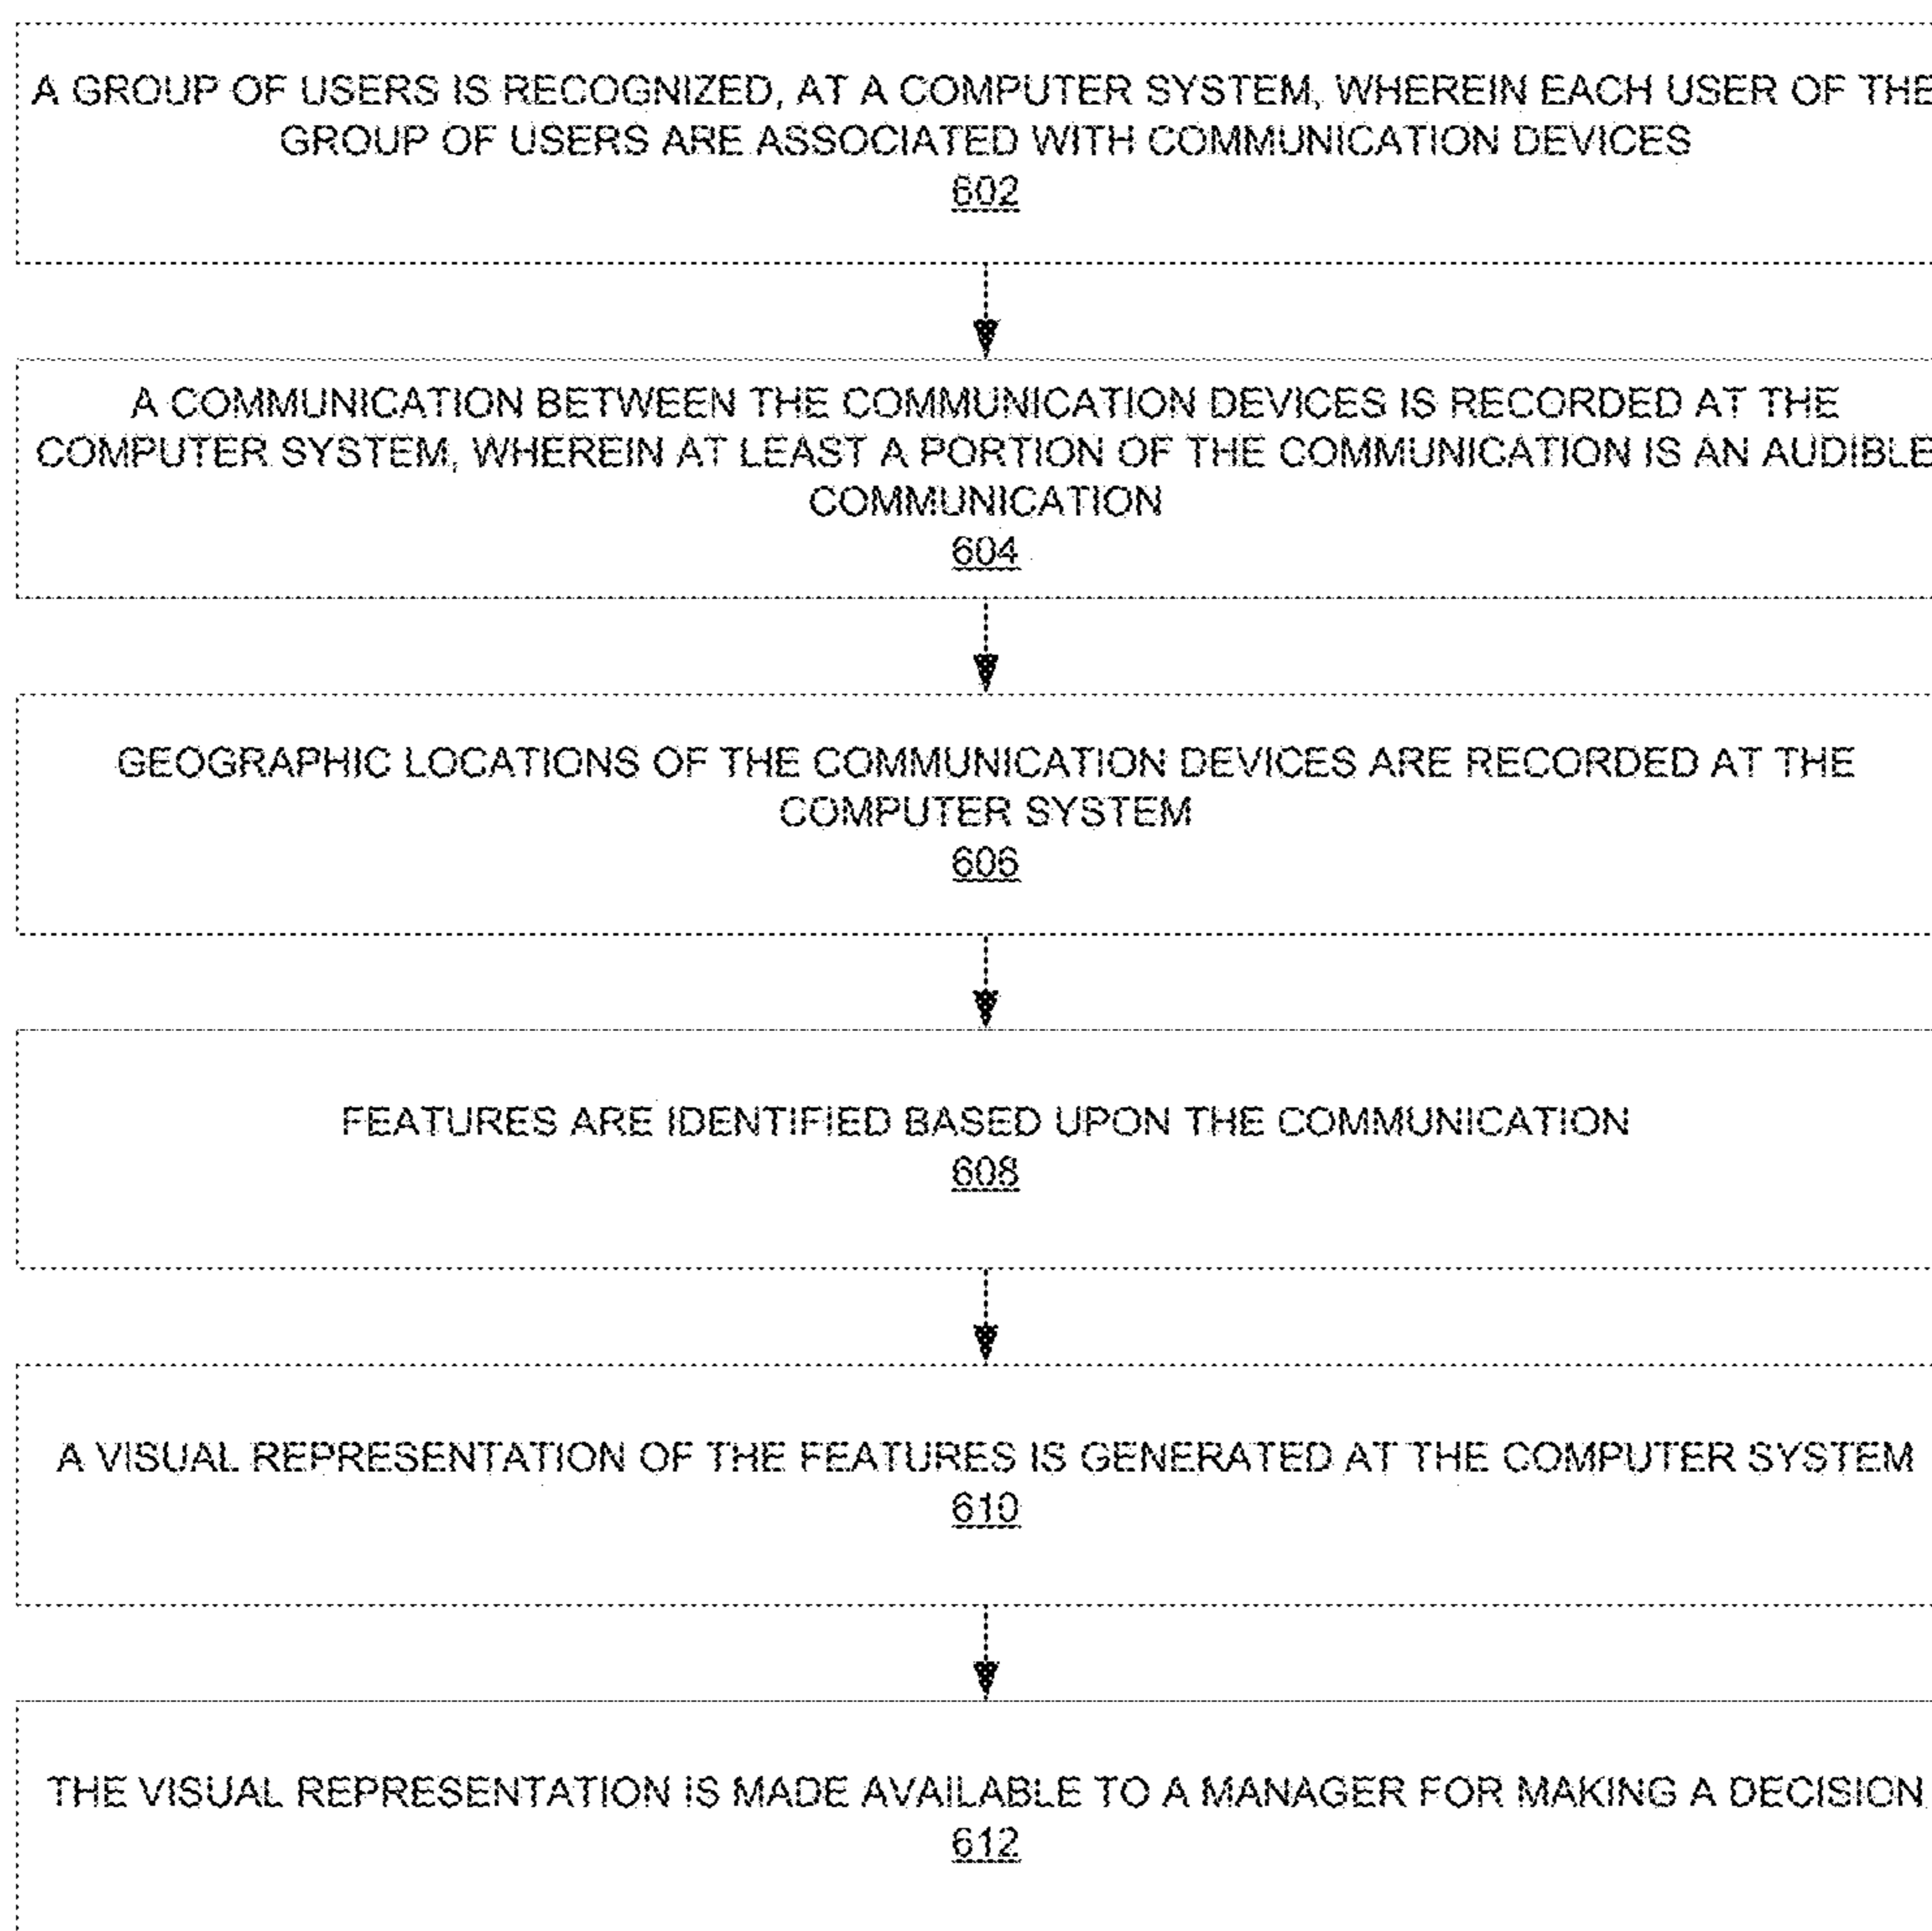 A GROUP OF USERS IS RECOGNIZED, AT A COMPUTER SYSTEM, WHEREIN EACH USER OF THE
GROUP OF USERS ARE ASSOCIATED WITH COMMUNICATION DEVICES
602
A COMMUNICATION BETWEEN THE COMMUNICATION DEVICES IS RECORDED AT THE
COMPUTER SYSTEM, WHEREIN AT LEAST A PORTION OF THE COMMUNICATION IS AN AUDIBLE
COMMUNICATION
604
GEOGRAPHIC LOCATIONS OF THE COMMUNICATION DEVICES ARE RECORDED AT THE
COMPUTER SYSTEM
606
FEATURES ARE IDENTIFIED BASED UPON THE COMMUNICATION
608
A VISUAL REPRESENTATION OF THE FEATURES IS GENERATED AT THE COMPUTER SYSTEM
610
THE VISUAL REPRESENTATION IS MADE AVAILABLE TO A MANAGER FOR MAKING A DECISION
612